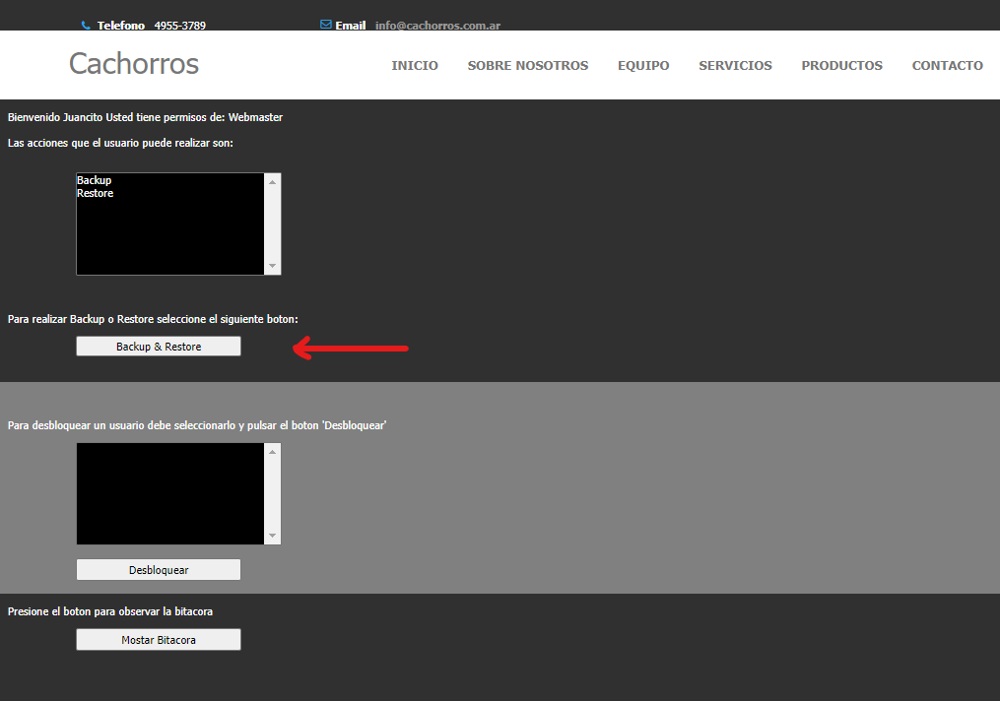 Telefono 4955-3789 Email info@cachorros.com.ar
Cachorros INICIO SOBRE NOSOTROS EQUIPO SERVICIOS PRODUCTOS CONTACTO
Bienvenido Juancito Usted tiene permisos de: Webmaster
Las acciones que el usuario puede realizar son:
Backup
Restore
Para realizar Backup o Restore seleccione el siguiente boton:
Backup & Restore
Para desbloquear un usuario debe seleccionarlo y pulsar el boton 'Desbloquear'
Desbloquear
Presione el boton para observar la bitacora
Mostar Bitacora